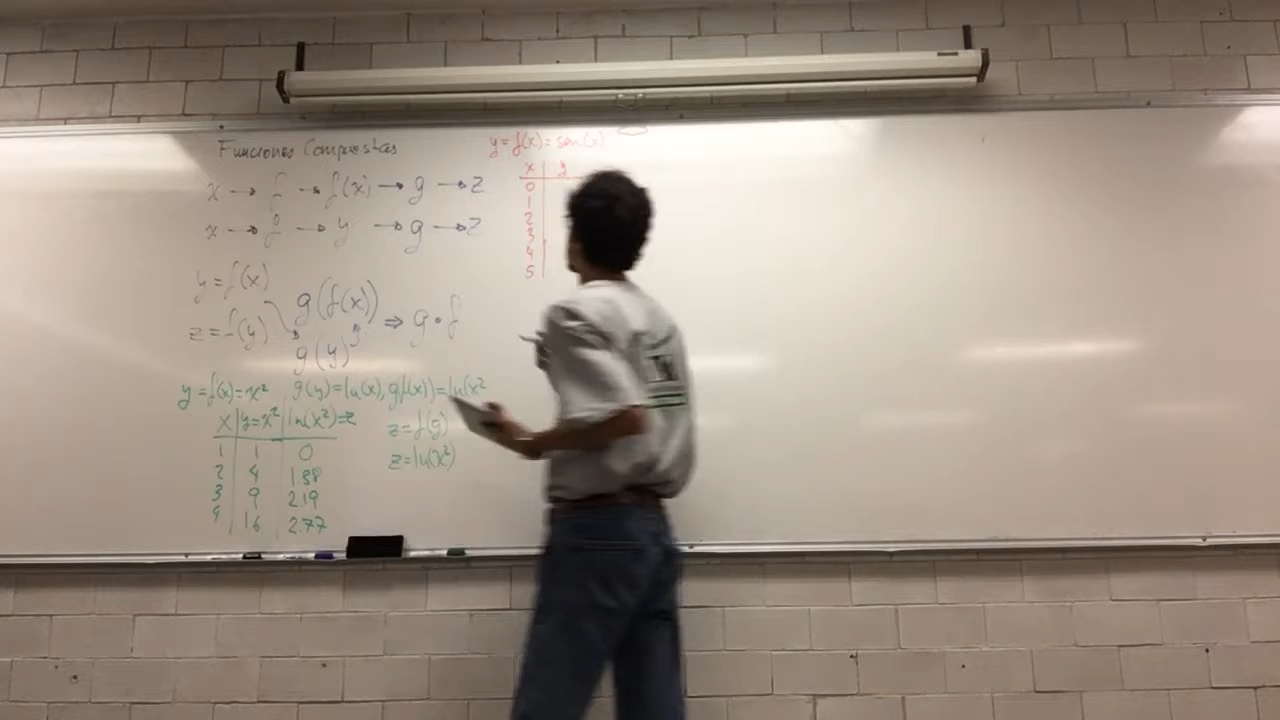 Funciones Compuestas
x → f → f(x) → g → z
x → f → y → g → z
y = f(x)
z = f(y)
g(f(x)) ⇒ g • f
g(y)
y = f(x) = x² g(y) = ln(x), g(f(x)) = ln(x²
x | y=x² | ln(x²)=z
1 | 1 | 0
2 | 4 | 1.38
3 | 9 | 2.19
4 | 16 | 2.77
z = f(g)
z = ln(x²)
y = f(x) = sen(x)
x | y
0
1
2
3
4
5